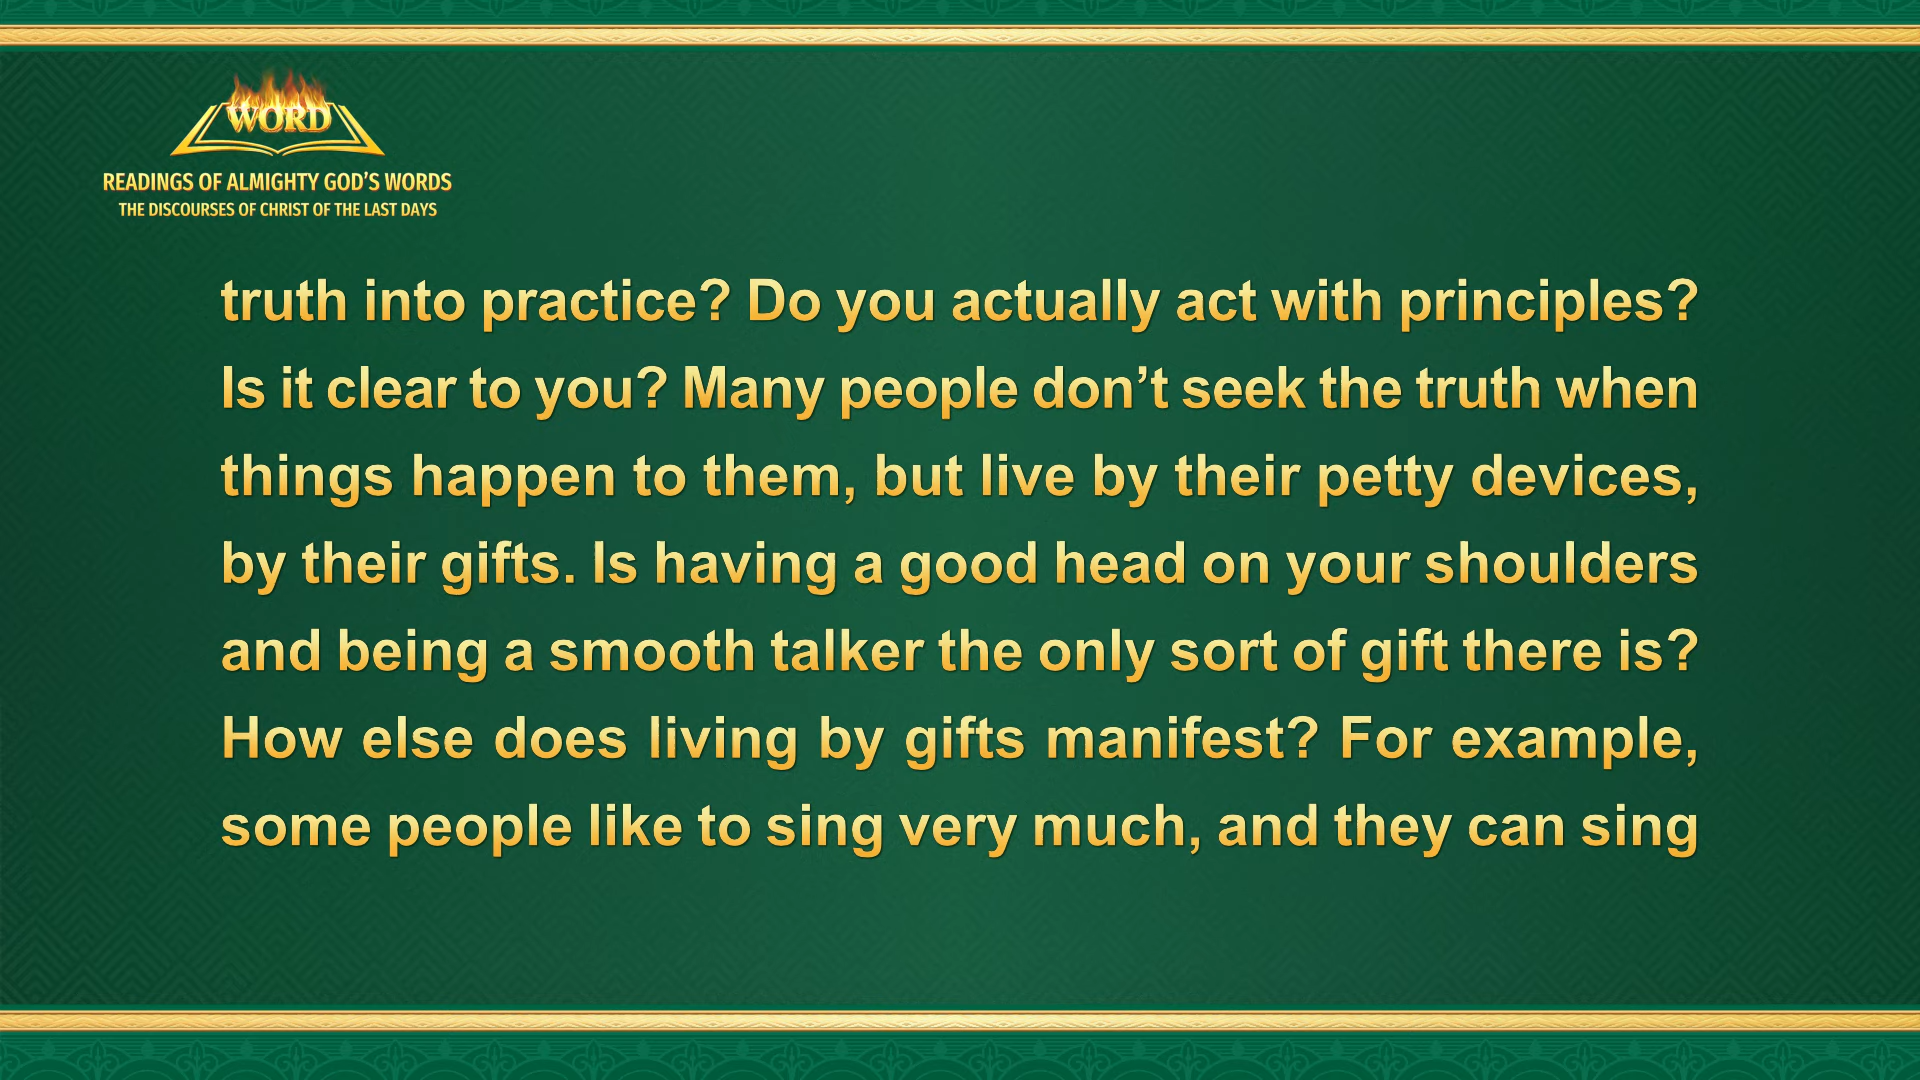 WORD
READINGS OF ALMIGHTY GOD’S WORDS
THE DISCOURSES OF CHRIST OF THE LAST DAYS
truth into practice? Do you actually act with principles?
Is it clear to you? Many people don’t seek the truth when
things happen to them, but live by their petty devices,
by their gifts. Is having a good head on your shoulders
and being a smooth talker the only sort of gift there is?
How else does living by gifts manifest? For example,
some people like to sing very much, and they can sing